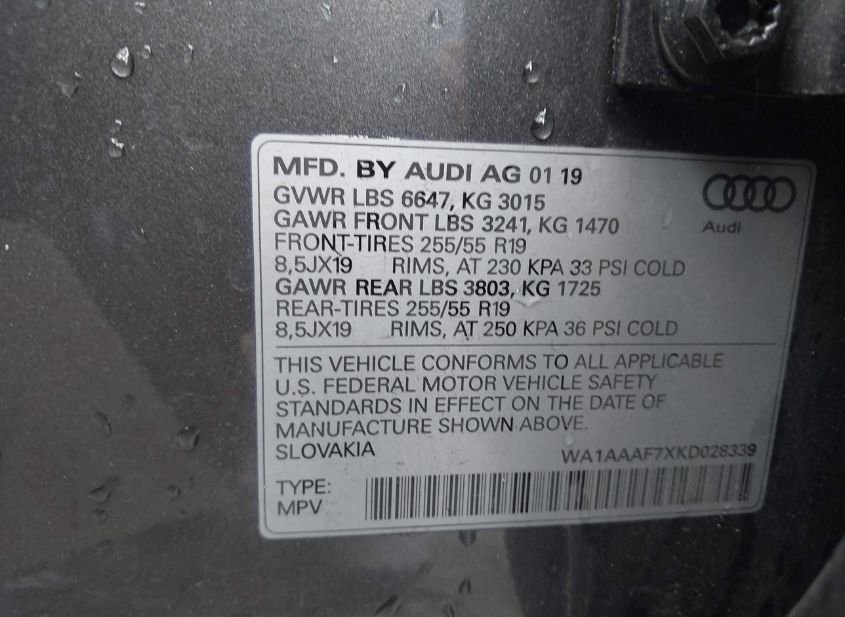 MFD. BY AUDI AG 01 19
GVWR LBS 6647, KG 3015
GAWR FRONT LBS 3241, KG 1470
FRONT-TIRES 255/55 R19
8,5JX19 RIMS, AT 230 KPA 33 PSI COLD
GAWR REAR LBS 3803, KG 1725
REAR-TIRES 255/55 R19
8,5JX19 RIMS, AT 250 KPA 36 PSI COLD
Audi
THIS VEHICLE CONFORMS TO ALL APPLICABLE
U.S. FEDERAL MOTOR VEHICLE SAFETY
STANDARDS IN EFFECT ON THE DATE OF
MANUFACTURE SHOWN ABOVE.
SLOVAKIA WA1AAAF7XKD028339
TYPE:
MPV